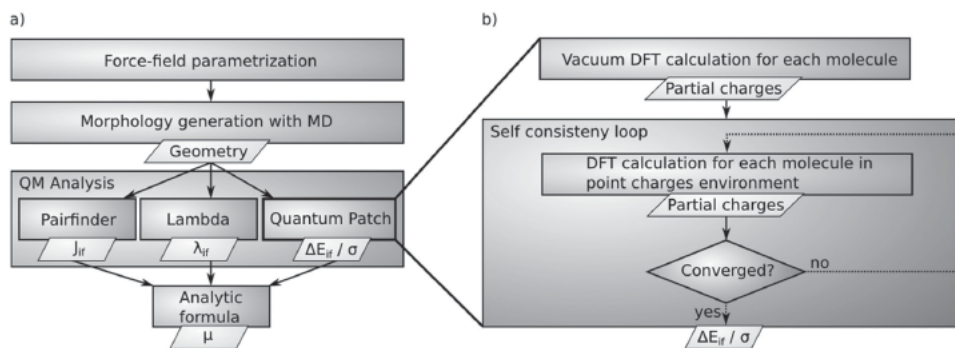 a)
Force-field parametrization
Morphology generation with MD
Geometry
QM Analysis
Pairfinder
Lambda
Quantum Patch
J_if
λ_if
ΔE_if / σ
Analytic
formula
μ
b)
Vacuum DFT calculation for each molecule
Partial charges
Self consisteny loop
DFT calculation for each molecule in
point charges environment
Partial charges
Converged?
no
yes
ΔE_if / σ